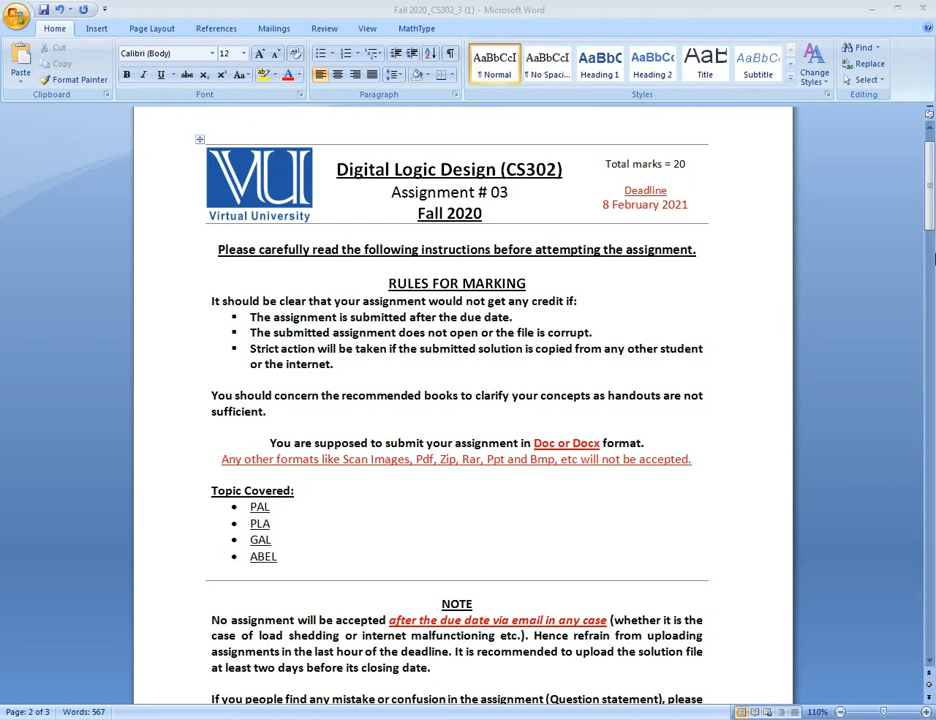 Fall 2020_CS302_3 (1) - Microsoft Word
Home Insert Page Layout References Mailings Review View MathType
Paste Cut Copy Format Painter
Calibri (Body) 12
AaBbCcI AaBbCcI AaBbC AaBbCc AaB AaBbCcl
¶ Normal ¶ No Spaci... Heading 1 Heading 2 Title Subtitle
Change Styles
Find Replace Select
Clipboard Font Paragraph Styles Editing
VU
Virtual University
Digital Logic Design (CS302)
Assignment # 03
Fall 2020
Total marks = 20
Deadline
8 February 2021
Please carefully read the following instructions before attempting the assignment.
RULES FOR MARKING
It should be clear that your assignment would not get any credit if:
▪ The assignment is submitted after the due date.
▪ The submitted assignment does not open or the file is corrupt.
▪ Strict action will be taken if the submitted solution is copied from any other student
or the internet.
You should concern the recommended books to clarify your concepts as handouts are not
sufficient.
You are supposed to submit your assignment in Doc or Docx format.
Any other formats like Scan Images, Pdf, Zip, Rar, Ppt and Bmp, etc will not be accepted.
Topic Covered:
• PAL
• PLA
• GAL
• ABEL
NOTE
No assignment will be accepted after the due date via email in any case (whether it is the
case of load shedding or internet malfunctioning etc.). Hence refrain from uploading
assignments in the last hour of the deadline. It is recommended to upload the solution file
at least two days before its closing date.
If you people find any mistake or confusion in the assignment (Question statement), please
Page: 2 of 3 Words: 567 110%